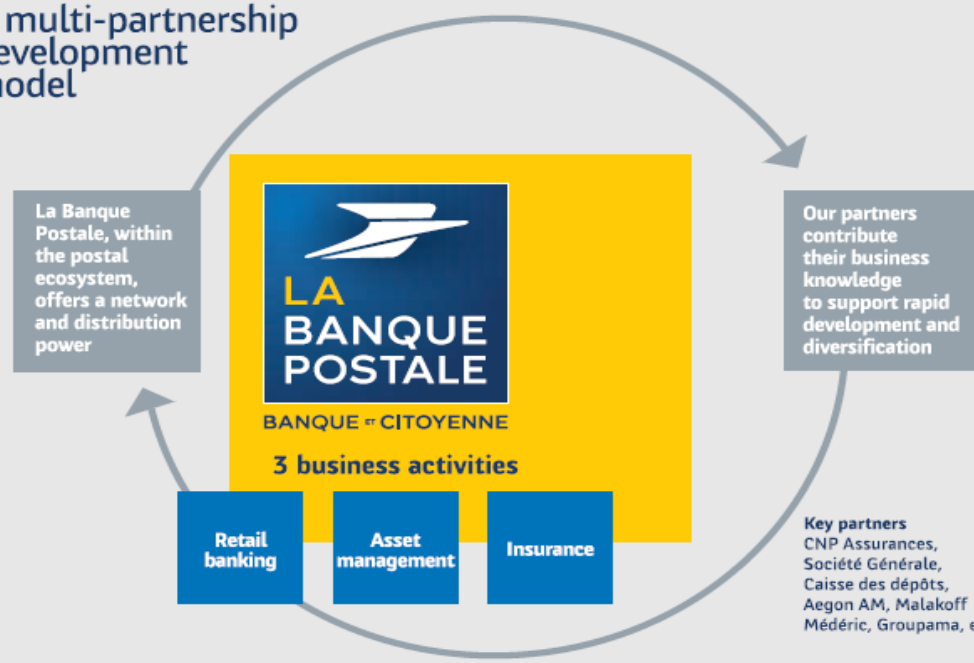 multi-partnership
evelopment
odel
La Banque
Postale, within
the postal
ecosystem,
offers a network
and distribution
power
LA
BANQUE
POSTALE
BANQUE ET CITOYENNE
3 business activities
Retail
banking
Asset
management
Insurance
Our partners
contribute
their business
knowledge
to support rapid
development and
diversification
Key partners
CNP Assurances,
Société Générale,
Caisse des dépôts,
Aegon AM, Malakoff
Médéric, Groupama, e